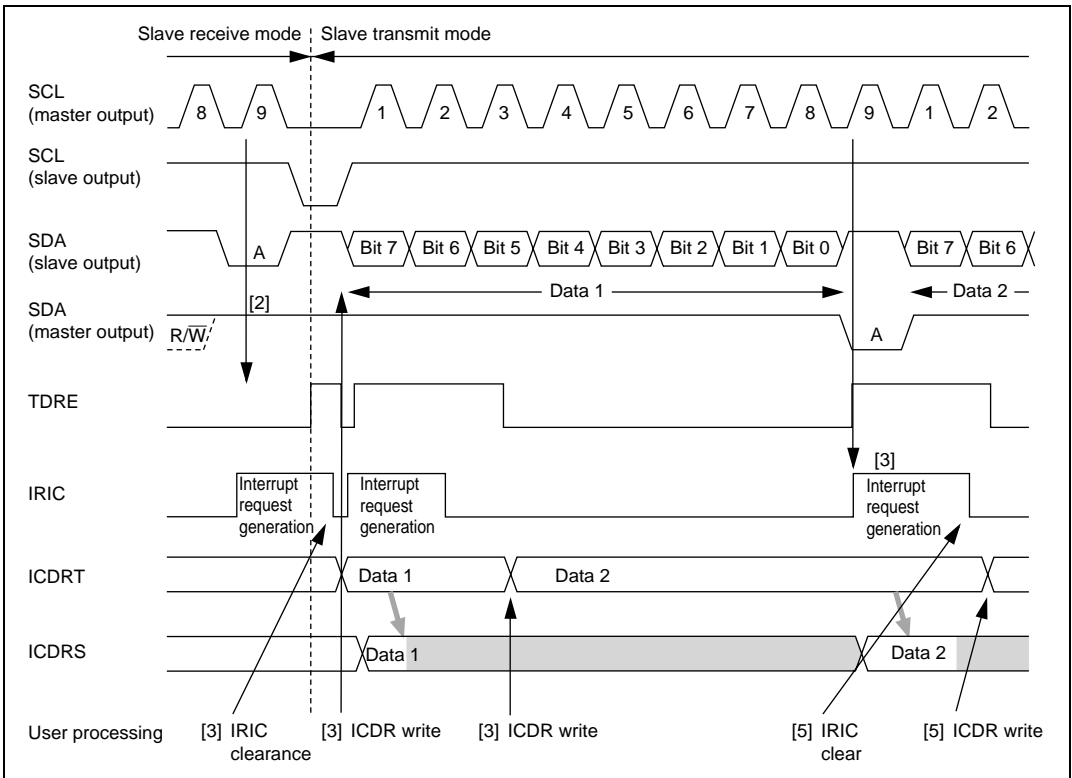 Slave receive mode Slave transmit mode
SCL
(master output)
8 9 1 2 3 4 5 6 7 8 9 1 2
SCL
(slave output)
SDA
(slave output)
A Bit 7 Bit 6 Bit 5 Bit 4 Bit 3 Bit 2 Bit 1 Bit 0 Bit 7 Bit 6
[2] Data 1 Data 2
SDA
(master output)
R/W̅ A
TDRE
[3]
IRIC
Interrupt
request
generation
Interrupt
request
generation
Interrupt
request
generation
ICDRT Data 1 Data 2
ICDRS Data 1 Data 2
User processing [3] IRIC
clearance
[3] ICDR write
[3] ICDR write
[5] IRIC
clear
[5] ICDR write